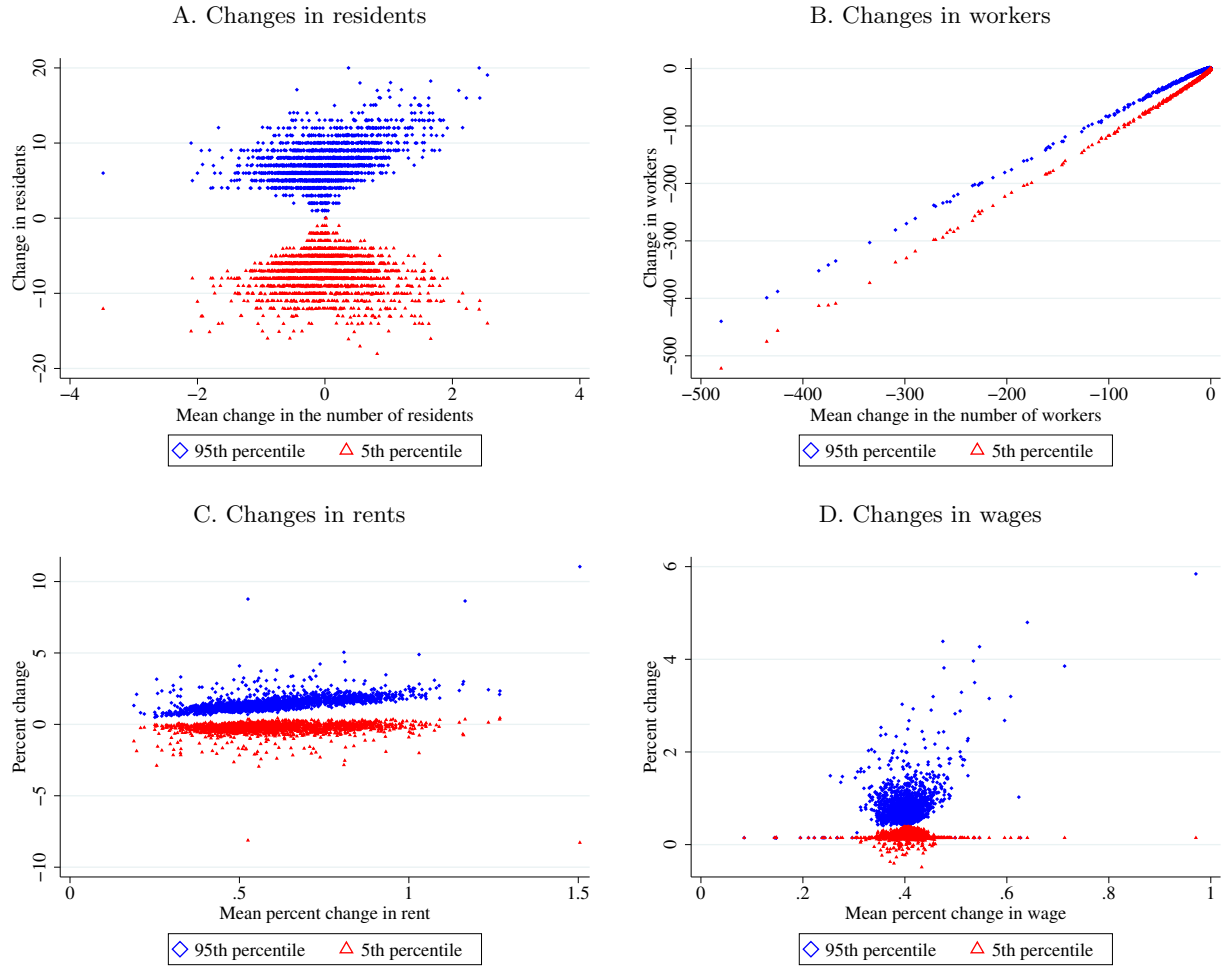 A. Changes in residents
Change in residents
20
10
0
−10
−20
−4
−2
0
2
4
Mean change in the number of residents
95th percentile
5th percentile
B. Changes in workers
Change in workers
0
−100
−200
−300
−400
−500
−500
−400
−300
−200
−100
0
Mean change in the number of workers
95th percentile
5th percentile
C. Changes in rents
Percent change
10
5
0
−5
−10
0
.5
1
1.5
Mean percent change in rent
95th percentile
5th percentile
D. Changes in wages
Percent change
6
4
2
0
0
.2
.4
.6
.8
1
Mean percent change in wage
95th percentile
5th percentile